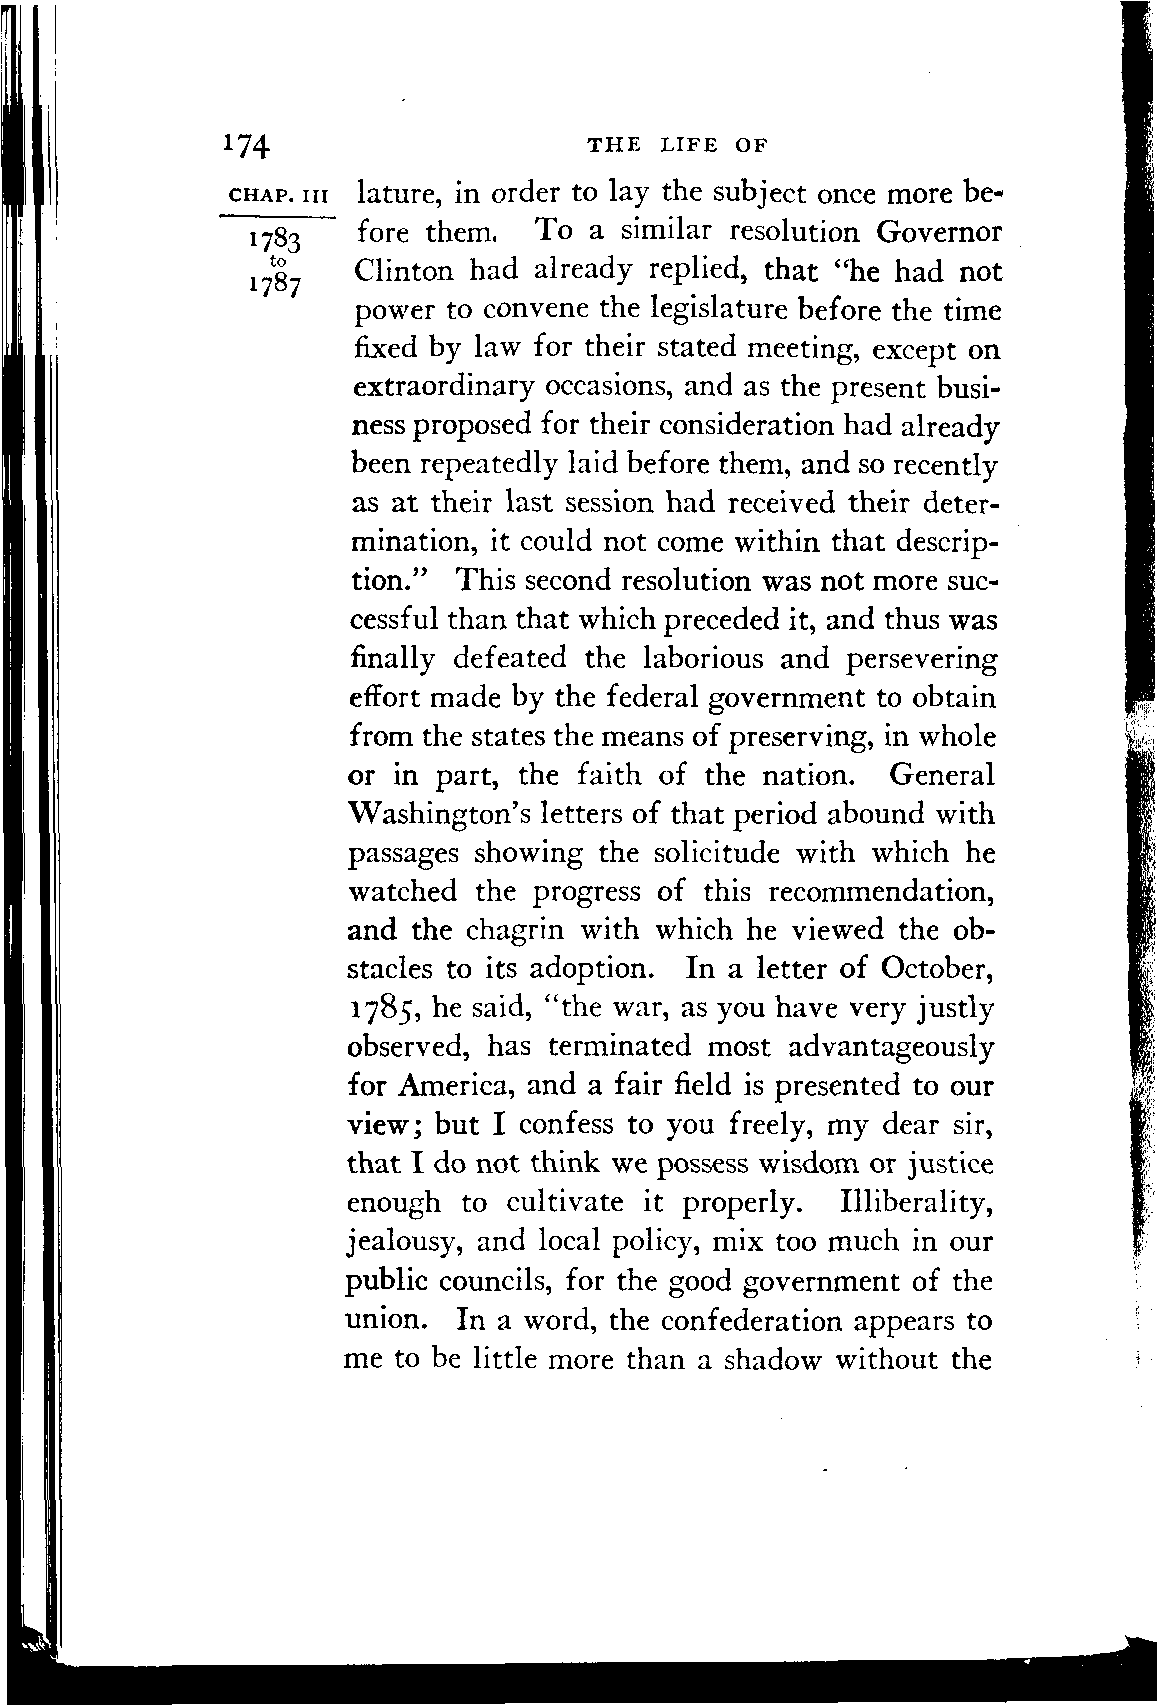 174 THE LIFE OF
CHAP. III
1783
to
1787
lature, in order to lay the subject once more be-
fore them. To a similar resolution Governor
Clinton had already replied, that “he had not
power to convene the legislature before the time
fixed by law for their stated meeting, except on
extraordinary occasions, and as the present busi-
ness proposed for their consideration had already
been repeatedly laid before them, and so recently
as at their last session had received their deter-
mination, it could not come within that descrip-
tion.” This second resolution was not more suc-
cessful than that which preceded it, and thus was
finally defeated the laborious and persevering
effort made by the federal government to obtain
from the states the means of preserving, in whole
or in part, the faith of the nation. General
Washington's letters of that period abound with
passages showing the solicitude with which he
watched the progress of this recommendation,
and the chagrin with which he viewed the ob-
stacles to its adoption. In a letter of October,
1785, he said, “the war, as you have very justly
observed, has terminated most advantageously
for America, and a fair field is presented to our
view; but I confess to you freely, my dear sir,
that I do not think we possess wisdom or justice
enough to cultivate it properly. Illiberality,
jealousy, and local policy, mix too much in our
public councils, for the good government of the
union. In a word, the confederation appears to
me to be little more than a shadow without the